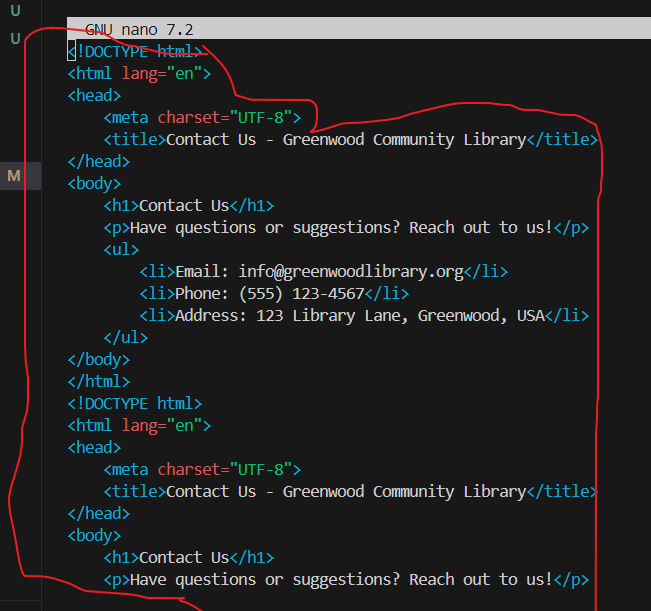 U
U
M
GNU nano 7.2
<!DOCTYPE html>
<html lang="en">
<head>
    <meta charset="UTF-8">
    <title>Contact Us - Greenwood Community Library</title>
</head>
<body>
    <h1>Contact Us</h1>
    <p>Have questions or suggestions? Reach out to us!</p>
    <ul>
        <li>Email: info@greenwoodlibrary.org</li>
        <li>Phone: (555) 123-4567</li>
        <li>Address: 123 Library Lane, Greenwood, USA</li>
    </ul>
</body>
</html>
<!DOCTYPE html>
<html lang="en">
<head>
    <meta charset="UTF-8">
    <title>Contact Us - Greenwood Community Library</title>
</head>
<body>
    <h1>Contact Us</h1>
    <p>Have questions or suggestions? Reach out to us!</p>